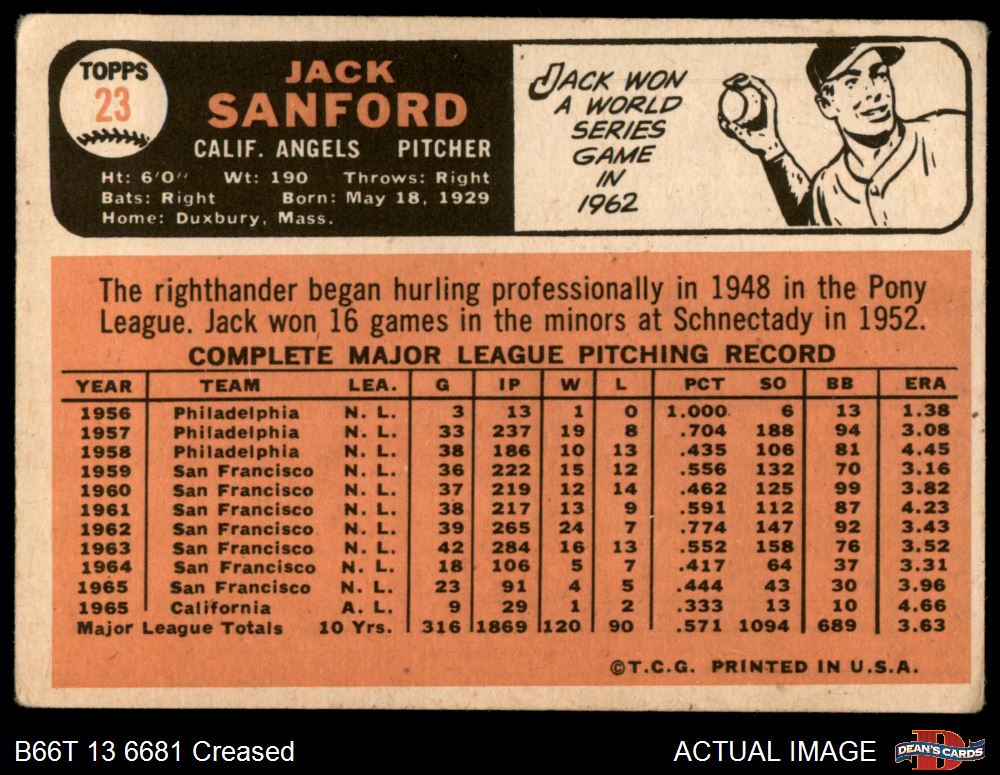 TOPPS
23
JACK
SANFORD
CALIF. ANGELS PITCHER
Ht: 6'0" Wt: 190 Throws: Right
Bats: Right Born: May 18, 1929
Home: Duxbury, Mass.
JACK WON
A WORLD
SERIES
GAME
IN
1962
The righthander began hurling professionally in 1948 in the Pony
League. Jack won 16 games in the minors at Schnectady in 1952.
COMPLETE MAJOR LEAGUE PITCHING RECORD
YEAR TEAM LEA. G IP W L PCT SO BB ERA
1956 Philadelphia N. L. 3 13 1 0 1.000 6 13 1.38
1957 Philadelphia N. L. 33 237 19 8 .704 188 94 3.08
1958 Philadelphia N. L. 38 186 10 13 .435 106 81 4.45
1959 San Francisco N. L. 36 222 15 12 .556 132 70 3.16
1960 San Francisco N. L. 37 219 12 14 .462 125 99 3.82
1961 San Francisco N. L. 38 217 13 9 .591 112 87 4.23
1962 San Francisco N. L. 39 265 24 7 .774 147 92 3.43
1963 San Francisco N. L. 42 284 16 13 .552 158 76 3.52
1964 San Francisco N. L. 18 106 5 7 .417 64 37 3.31
1965 San Francisco N. L. 23 91 4 5 .444 43 30 3.96
1965 California A. L. 9 29 1 2 .333 13 10 4.66
Major League Totals 10 Yrs. 316 1869 120 90 .571 1094 689 3.63
©T.C.G. PRINTED IN U.S.A.
B66T 13 6681 Creased
ACTUAL IMAGE
DEAN'S CARDS